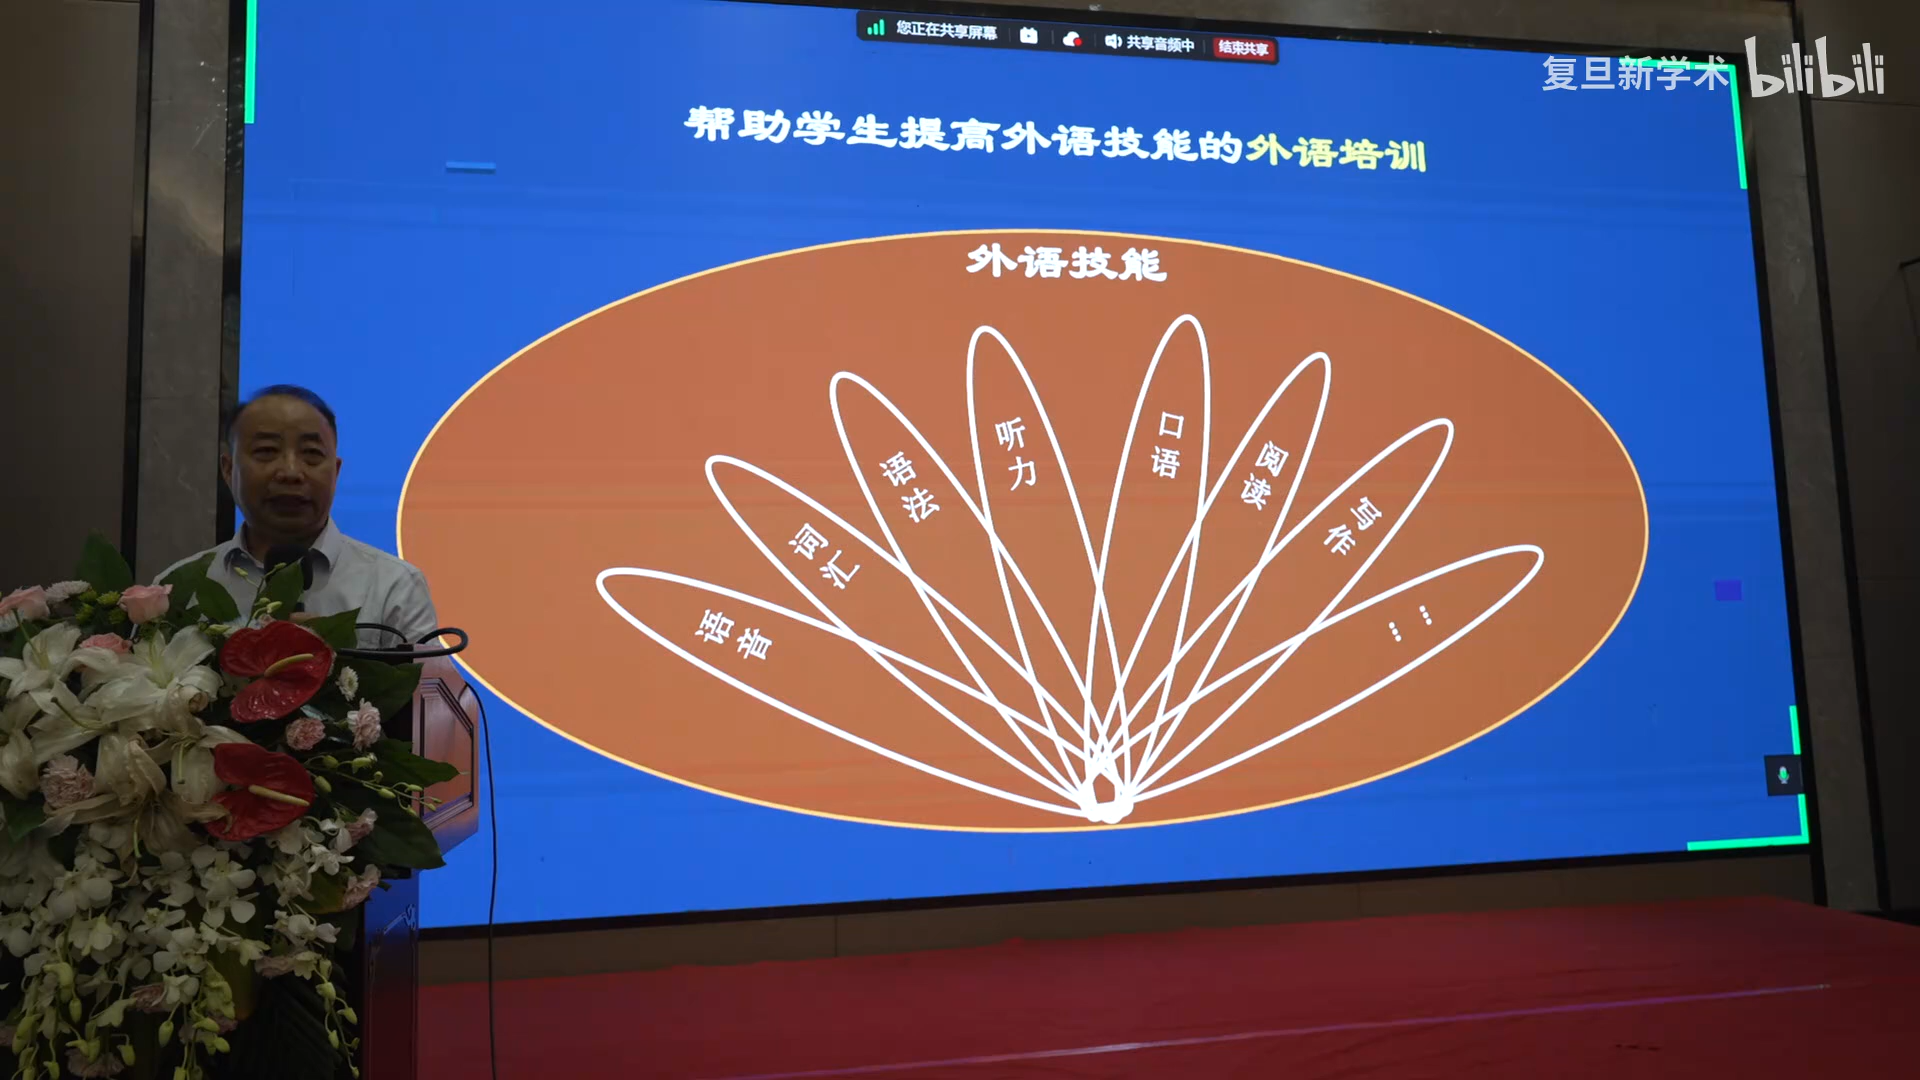 您正在共享屏幕 共享音频中 结束共享
复旦新学术 bilibili
帮助学生提高外语技能的外语培训
外语技能
语音
词汇
语法
听力
口语
阅读
写作
……